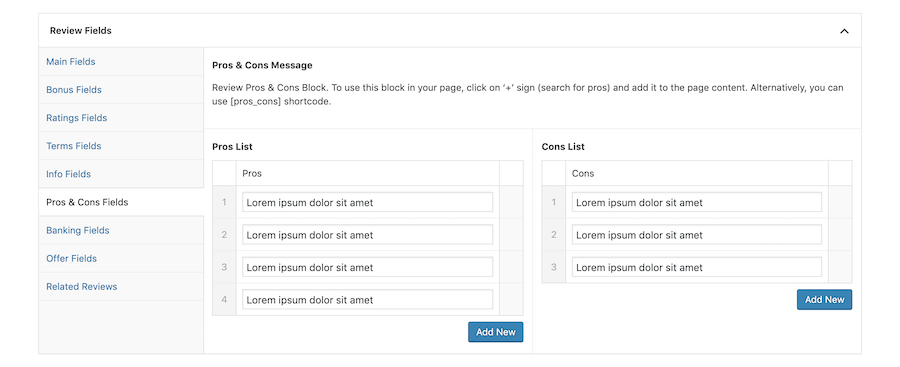 Review Fields
Main Fields
Bonus Fields
Ratings Fields
Terms Fields
Info Fields
Pros & Cons Fields
Banking Fields
Offer Fields
Related Reviews
Pros & Cons Message
Review Pros & Cons Block. To use this block in your page, click on ‘+’ sign (search for pros) and add it to the page content. Alternatively, you can
use [pros_cons] shortcode.
Pros List
Pros
1 Lorem ipsum dolor sit amet
2 Lorem ipsum dolor sit amet
3 Lorem ipsum dolor sit amet
4 Lorem ipsum dolor sit amet
Add New
Cons List
Cons
1 Lorem ipsum dolor sit amet
2 Lorem ipsum dolor sit amet
3 Lorem ipsum dolor sit amet
Add New